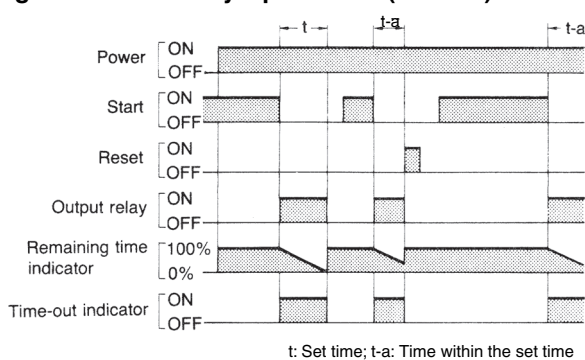 t
t-a
t-a
Power
ON
OFF
Start
ON
OFF
Reset
ON
OFF
Output relay
ON
OFF
Remaining time
indicator
100%
0%
Time-out indicator
ON
OFF
t: Set time; t-a: Time within the set time